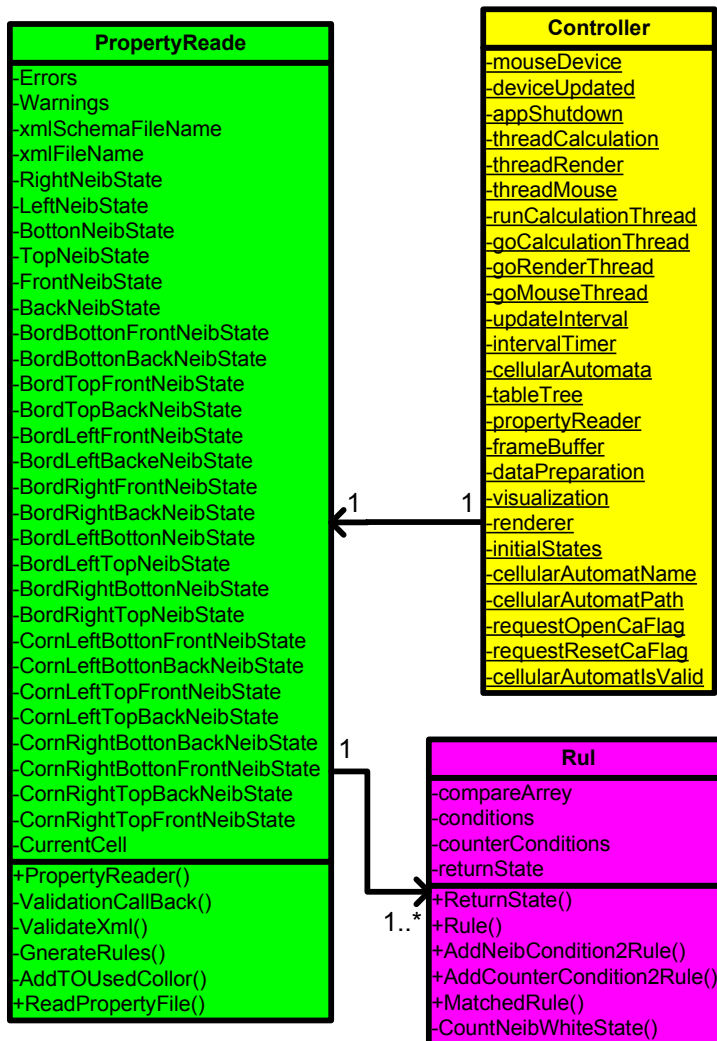 PropertyReade
-Errors
-Warnings
-xmlSchemaFileName
-xmlFileName
-RightNeibState
-LeftNeibState
-BottonNeibState
-TopNeibState
-FrontNeibState
-BackNeibState
-BordBottonFrontNeibState
-BordBottonBackNeibState
-BordTopFrontNeibState
-BordTopBackNeibState
-BordLeftFrontNeibState
-BordLeftBackeNeibState
-BordRightFrontNeibState
-BordRightBackNeibState
-BordLeftBottonNeibState
-BordLeftTopNeibState
-BordRightBottonNeibState
-BordRightTopNeibState
-CornLeftBottonFrontNeibState
-CornLeftBottonBackNeibState
-CornLeftTopFrontNeibState
-CornLeftTopBackNeibState
-CornRightBottonBackNeibState
-CornRightBottonFrontNeibState
-CornRightTopBackNeibState
-CornRightTopFrontNeibState
-CurrentCell
+PropertyReader()
-ValidationCallBack()
-ValidateXml()
-GnerateRules()
-AddTOUsedCollor()
+ReadPropertyFile()
1
1
Controller
-mouseDevice
-deviceUpdated
-appShutdown
-threadCalculation
-threadRender
-threadMouse
-runCalculationThread
-goCalculationThread
-goRenderThread
-goMouseThread
-updateInterval
-intervalTimer
-cellularAutomata
-tableTree
-propertyReader
-frameBuffer
-dataPreparation
-visualization
-renderer
-initialStates
-cellularAutomatName
-cellularAutomatPath
-requestOpenCaFlag
-requestResetCaFlag
-cellularAutomatIsValid
1
1..*
Rul
-compareArrey
-conditions
-counterConditions
-returnState
+ReturnState()
+Rule()
+AddNeibCondition2Rule()
+AddCounterCondition2Rule()
+MatchedRule()
-CountNeibWhiteState()